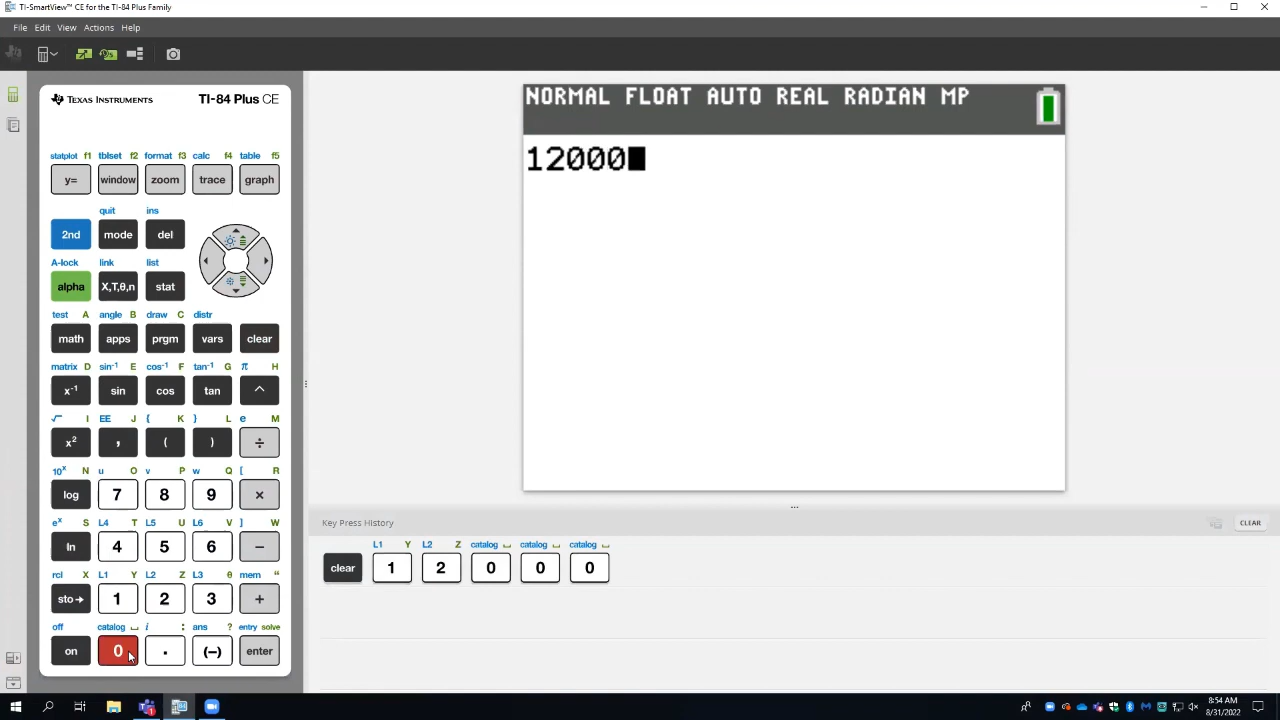 TI-SmartView™ CE for the TI-84 Plus Family
File Edit View Actions Help
TEXAS INSTRUMENTS TI-84 Plus CE
statplot f1 tblset f2 format f3 calc f4 table f5
y= window zoom trace graph
quit ins
2nd mode del
A-lock link list
alpha X,T,θ,n stat
test A angle B draw C distr
math apps prgm vars clear
matrix D sin⁻¹ E cos⁻¹ F tan⁻¹ G π H
x⁻¹ sin cos tan ^
√ I EE J { K } L e M
x² , ( ) ÷
10ˣ N u O v P w Q [ R
log 7 8 9 ×
eˣ S L4 T L5 U L6 V ] W
ln 4 5 6 −
rcl X L1 Y L2 Z L3 θ mem "
sto→ 1 2 3 +
off catalog ⎵ i : ans ? entry solve
on 0 . (−) enter
NORMAL FLOAT AUTO REAL RADIAN MP
12000
Key Press History
CLEAR
L1 Y L2 Z catalog ⎵ catalog ⎵ catalog ⎵
clear 1 2 0 0 0
8:54 AM
8/31/2022